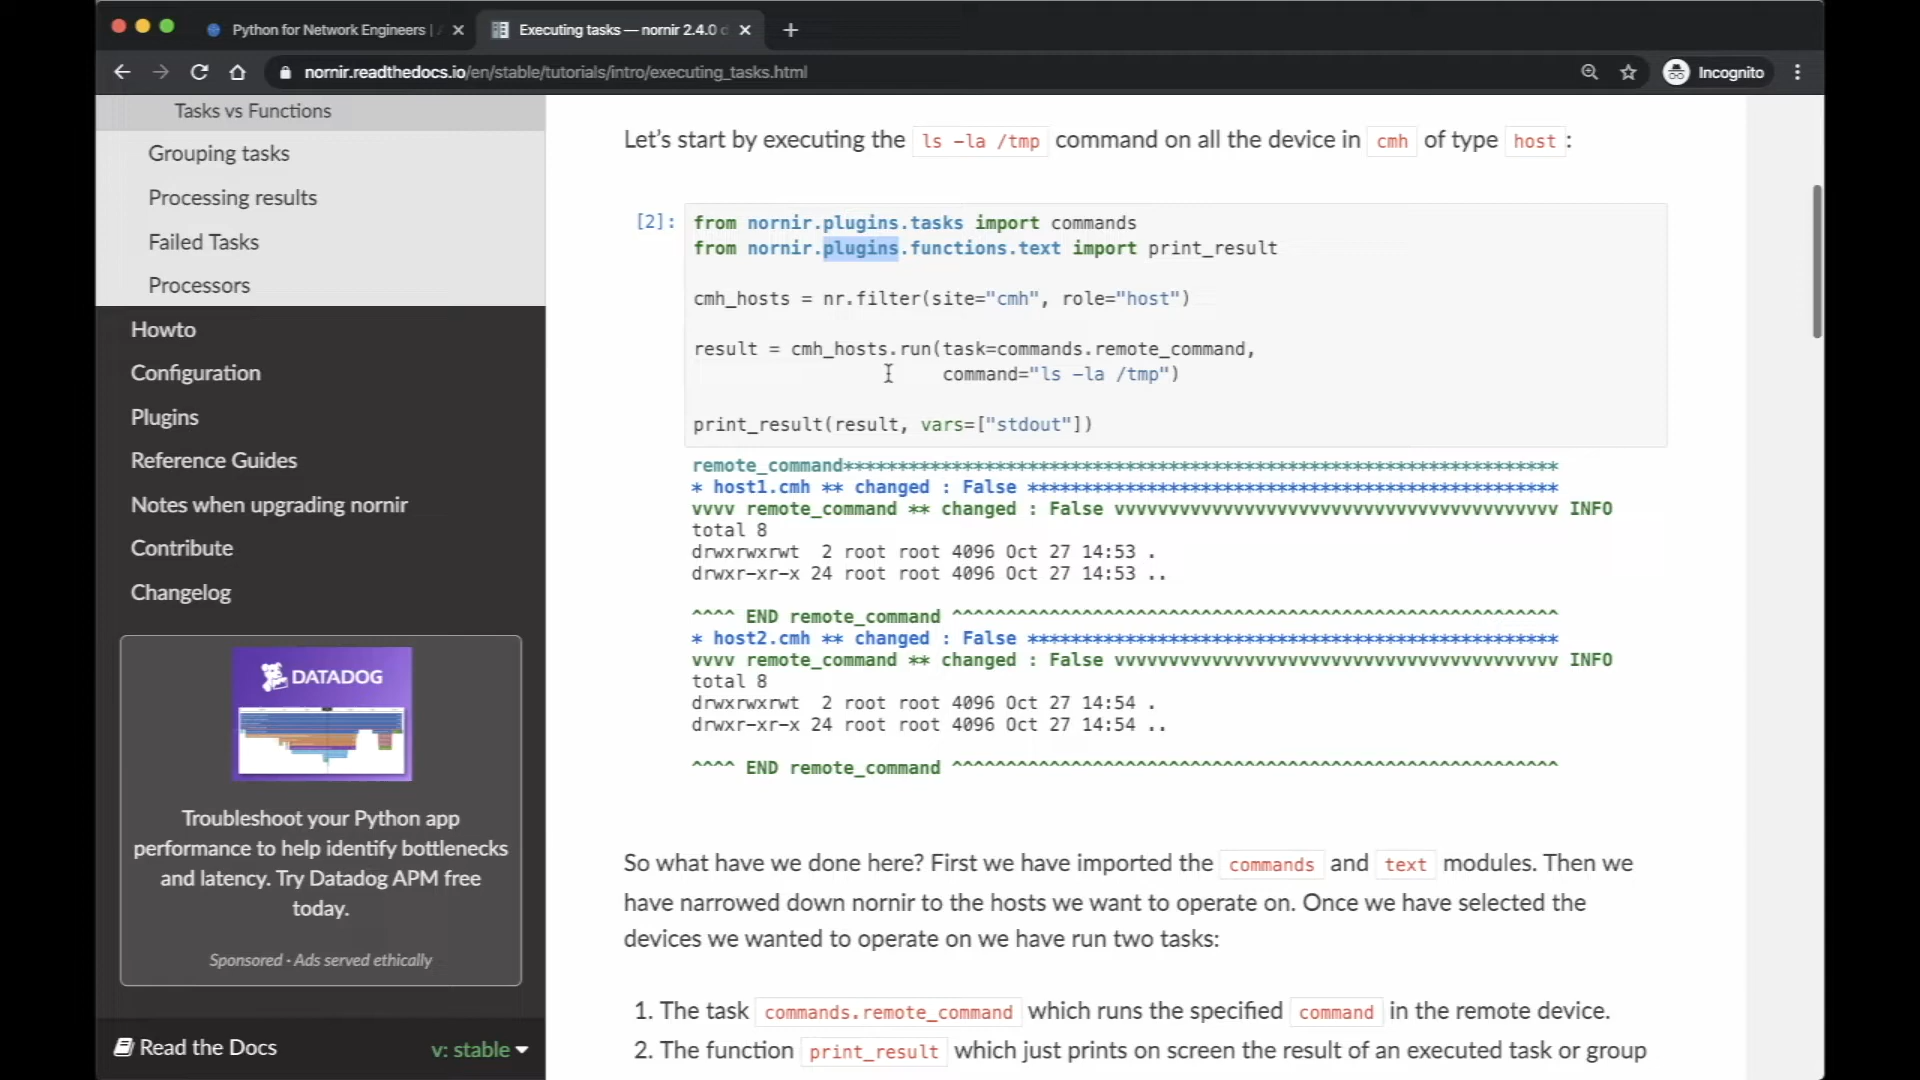 Python for Network Engineers |
Executing tasks — nornir 2.4.0 d
nornir.readthedocs.io/en/stable/tutorials/intro/executing_tasks.html
Incognito
Tasks vs Functions
Grouping tasks
Processing results
Failed Tasks
Processors
Howto
Configuration
Plugins
Reference Guides
Notes when upgrading nornir
Contribute
Changelog
DATADOG
Troubleshoot your Python app
performance to help identify bottlenecks
and latency. Try Datadog APM free
today.
Sponsored · Ads served ethically
Read the Docs
v: stable
Let's start by executing the ls -la /tmp command on all the device in cmh of type host :
[2]: from nornir.plugins.tasks import commands
from nornir.plugins.functions.text import print_result
cmh_hosts = nr.filter(site="cmh", role="host")
result = cmh_hosts.run(task=commands.remote_command,
command="ls -la /tmp")
print_result(result, vars=["stdout"])
remote_command******************************************************************
* host1.cmh ** changed : False *************************************************
vvvv remote_command ** changed : False vvvvvvvvvvvvvvvvvvvvvvvvvvvvvvvvvvvvvvvvv INFO
total 8
drwxrwxrwt  2 root root 4096 Oct 27 14:53 .
drwxr-xr-x 24 root root 4096 Oct 27 14:53 ..
^^^^ END remote_command ^^^^^^^^^^^^^^^^^^^^^^^^^^^^^^^^^^^^^^^^^^^^^^^^^^^^^^^^
* host2.cmh ** changed : False *************************************************
vvvv remote_command ** changed : False vvvvvvvvvvvvvvvvvvvvvvvvvvvvvvvvvvvvvvvvv INFO
total 8
drwxrwxrwt  2 root root 4096 Oct 27 14:54 .
drwxr-xr-x 24 root root 4096 Oct 27 14:54 ..
^^^^ END remote_command ^^^^^^^^^^^^^^^^^^^^^^^^^^^^^^^^^^^^^^^^^^^^^^^^^^^^^^^^
So what have we done here? First we have imported the commands and text modules. Then we
have narrowed down nornir to the hosts we want to operate on. Once we have selected the
devices we wanted to operate on we have run two tasks:
1. The task commands.remote_command which runs the specified command in the remote device.
2. The function print_result which just prints on screen the result of an executed task or group